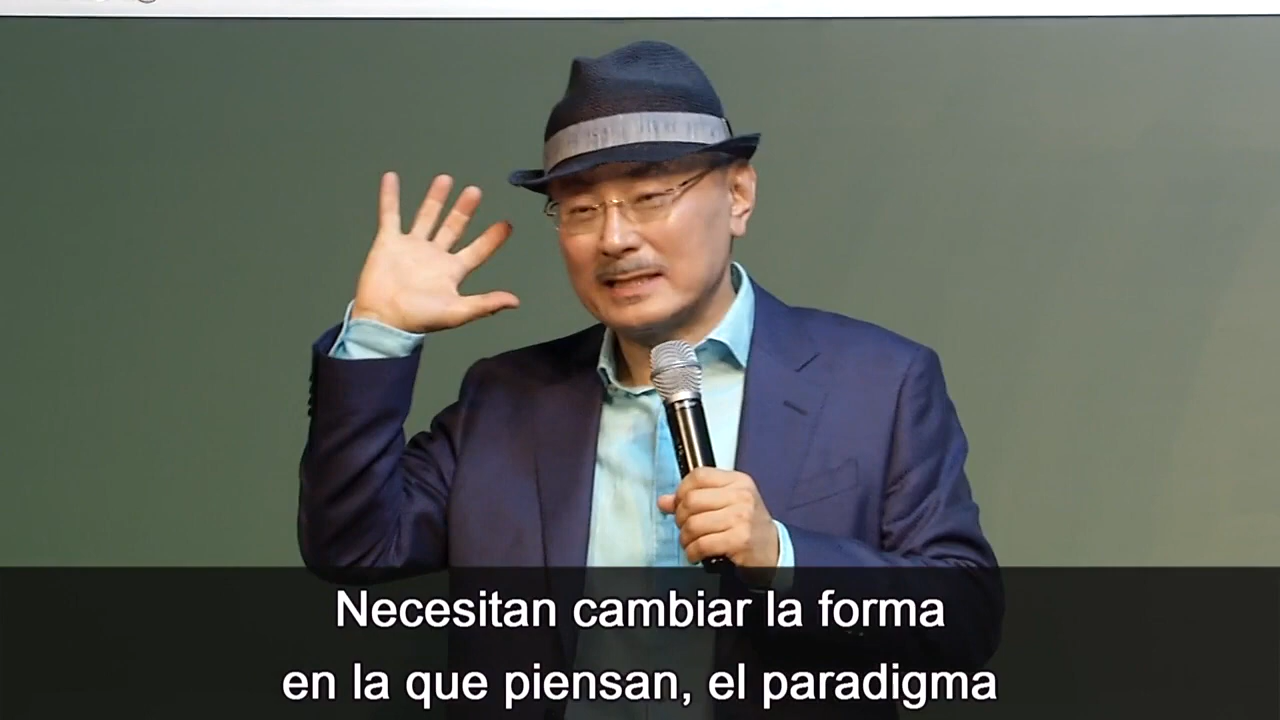 Necesitan cambiar la forma
en la que piensan, el paradigma